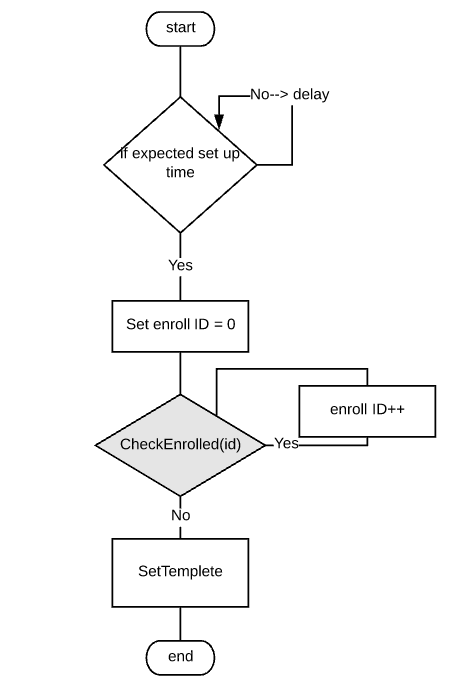 start
No--> delay
if expected set up
time
Yes
Set enroll ID = 0
enroll ID++
CheckEnrolled(id)
Yes
No
SetTemplete
end